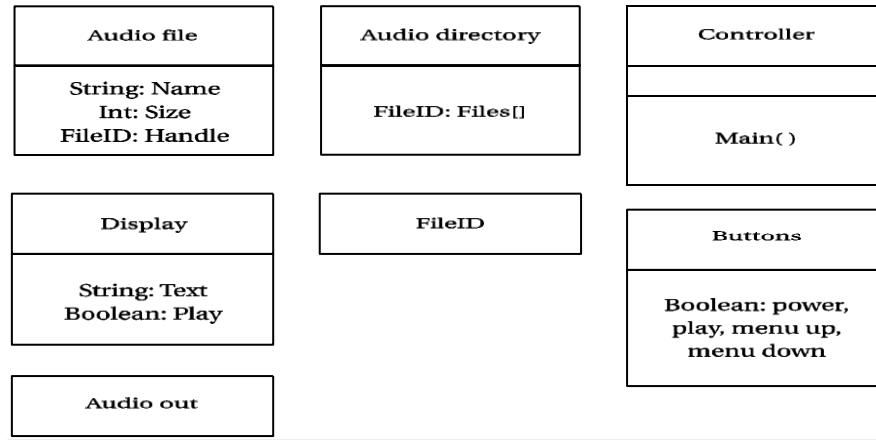 Audio file
String: Name
Int: Size
FileID: Handle
Audio directory
FileID: Files[]
Controller
Main( )
Display
String: Text
Boolean: Play
FileID
Buttons
Boolean: power,
play, menu up,
menu down
Audio out